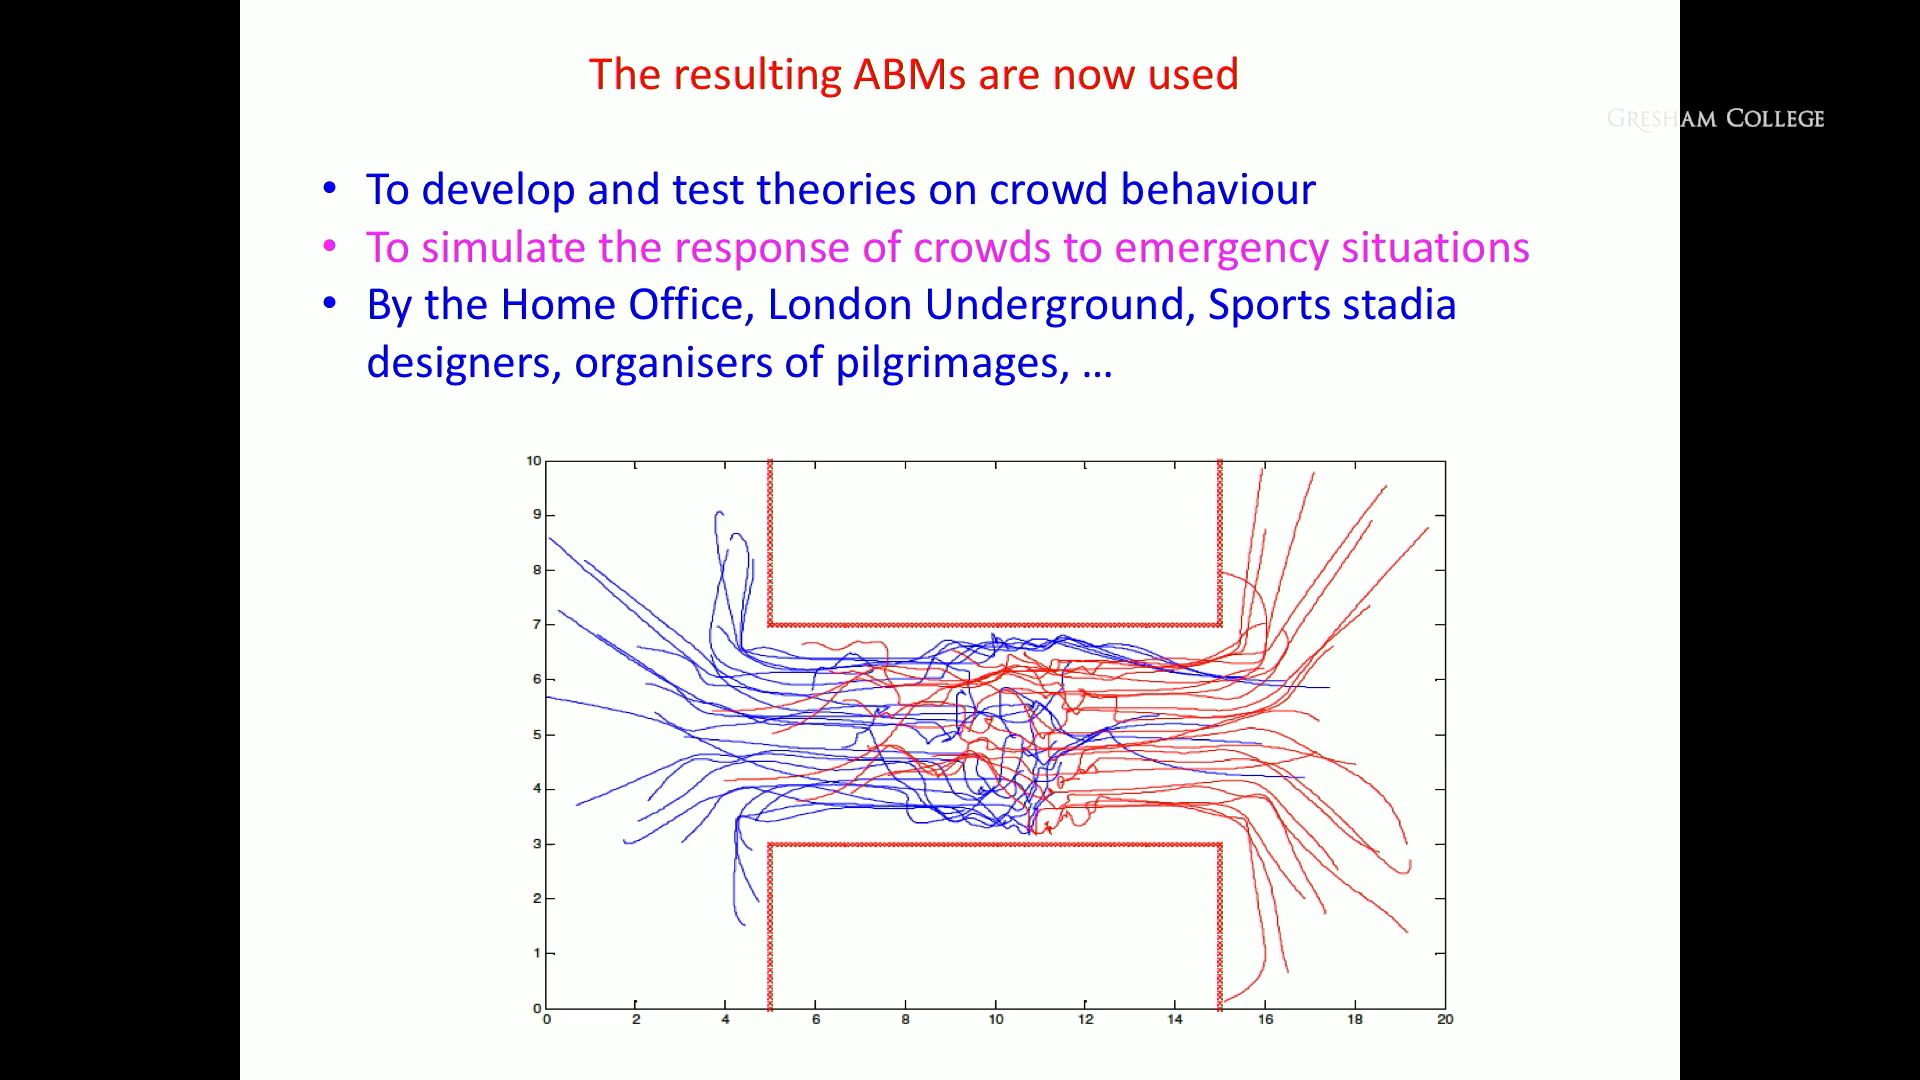 The resulting ABMs are now used
GRESHAM COLLEGE
• To develop and test theories on crowd behaviour
• To simulate the response of crowds to emergency situations
• By the Home Office, London Underground, Sports stadia
designers, organisers of pilgrimages, ...
10
9
8
7
6
5
4
3
2
1
0
0 2 4 6 8 10 12 14 16 18 20